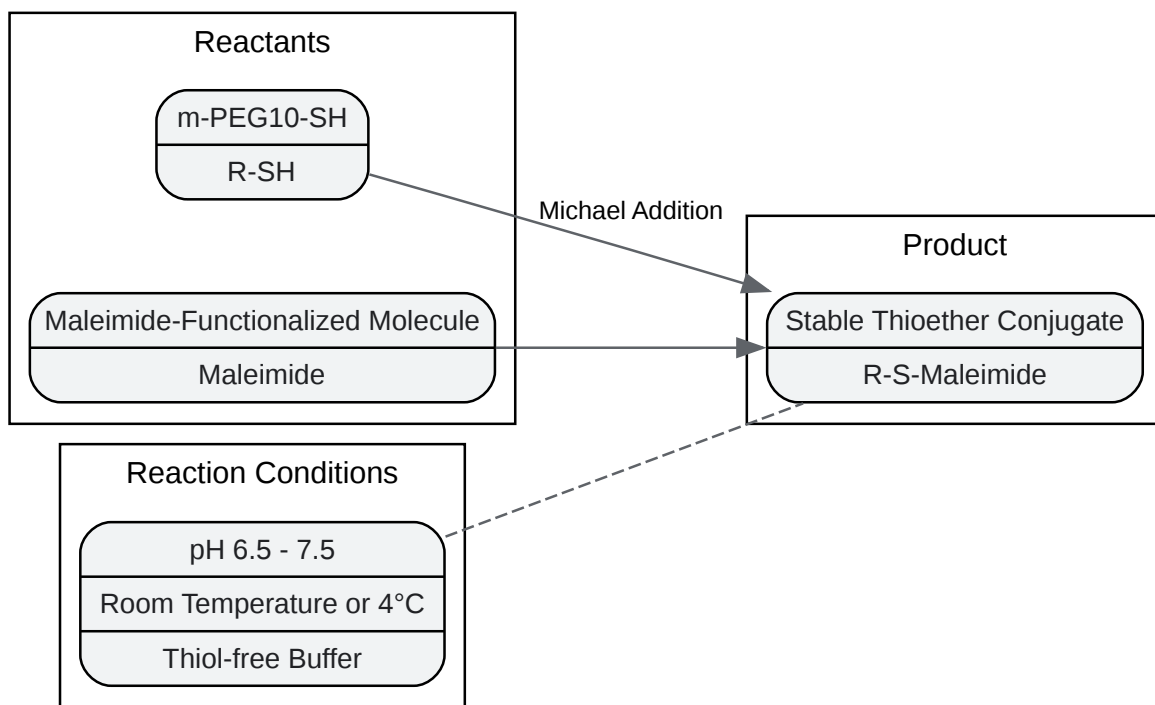 Reactants
m-PEG10-SH
R-SH
Michael Addition
Maleimide-Functionalized Molecule
Maleimide
Product
Stable Thioether Conjugate
R-S-Maleimide
Reaction Conditions
pH 6.5 - 7.5
Room Temperature or 4°C
Thiol-free Buffer